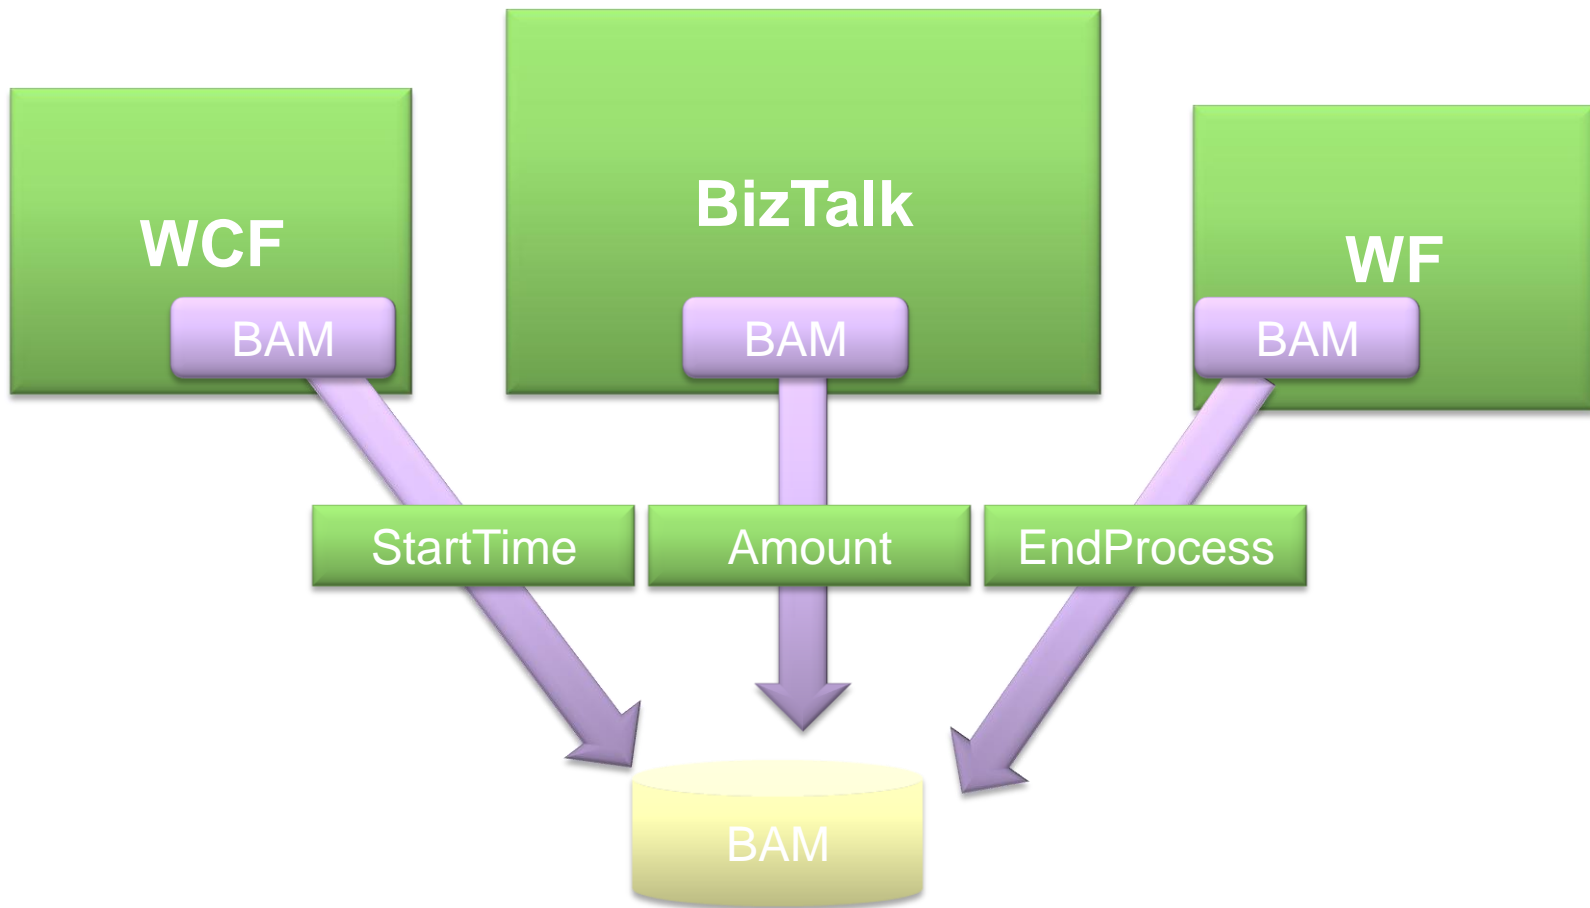 WCF
BizTalk
WF
BAM
BAM
BAM
StartTime
Amount
EndProcess
BAM